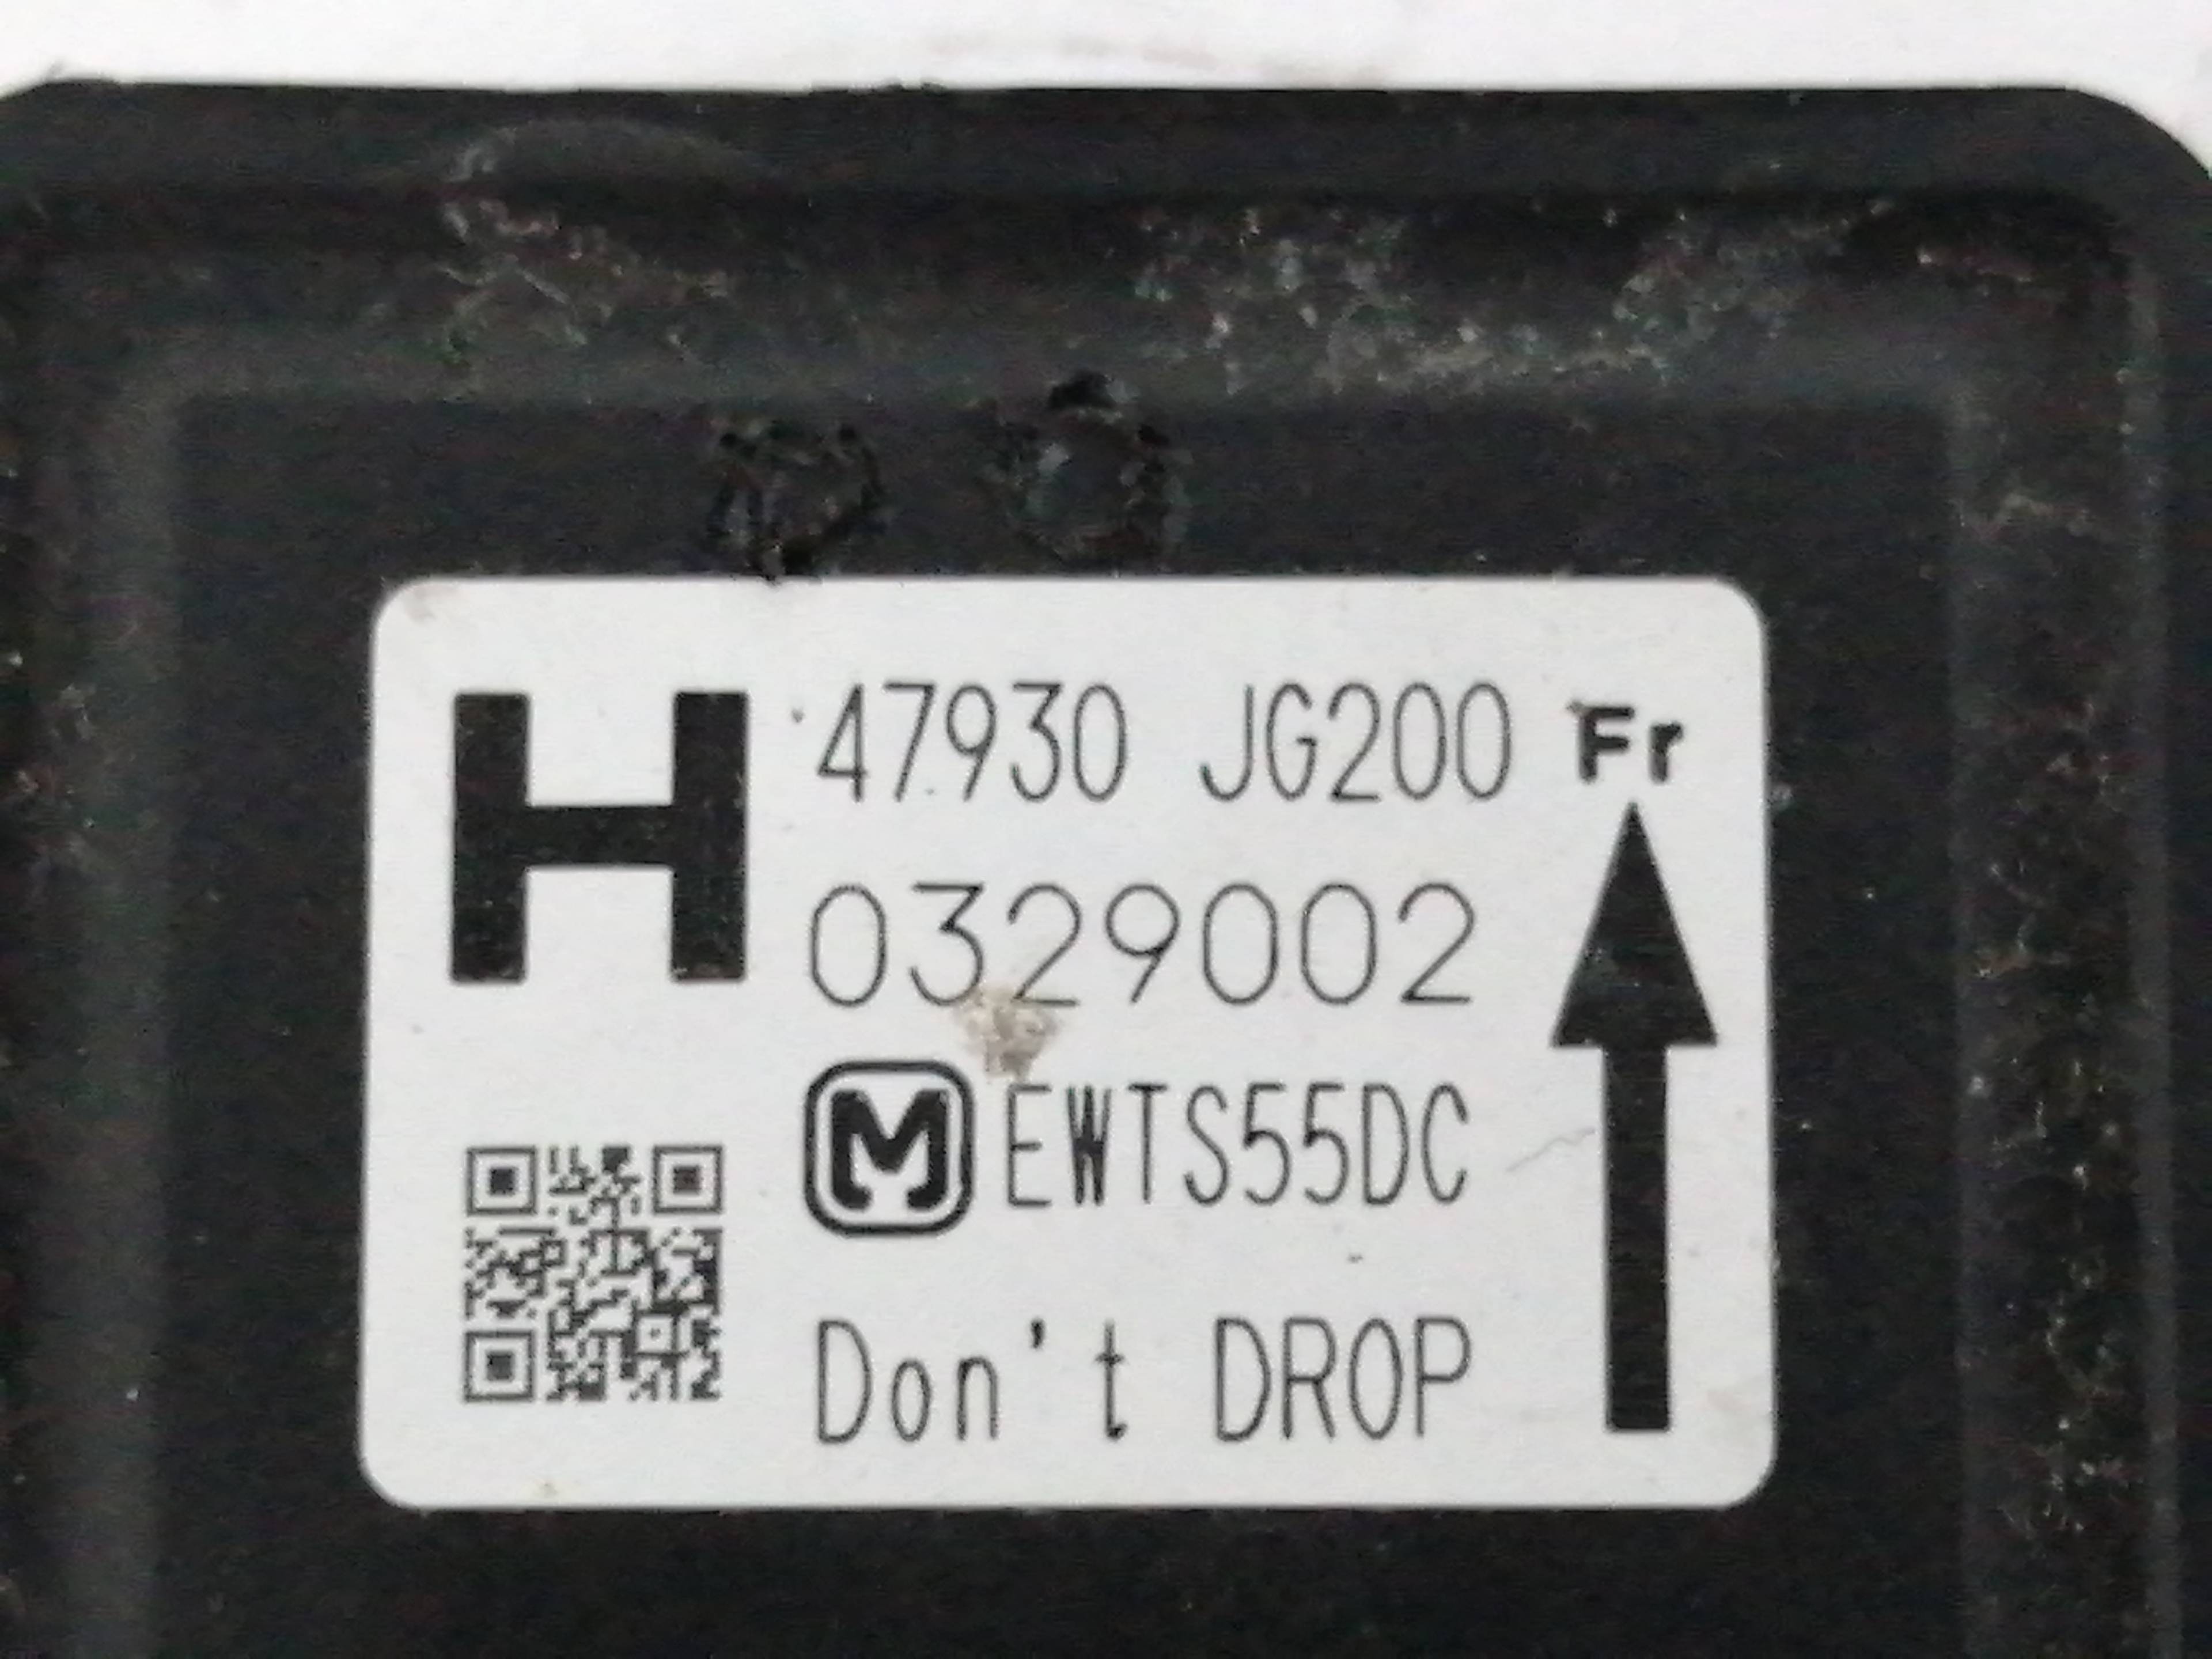 H 47930 JG200 Fr
0329002
M EWTS55DC
Don't DROP